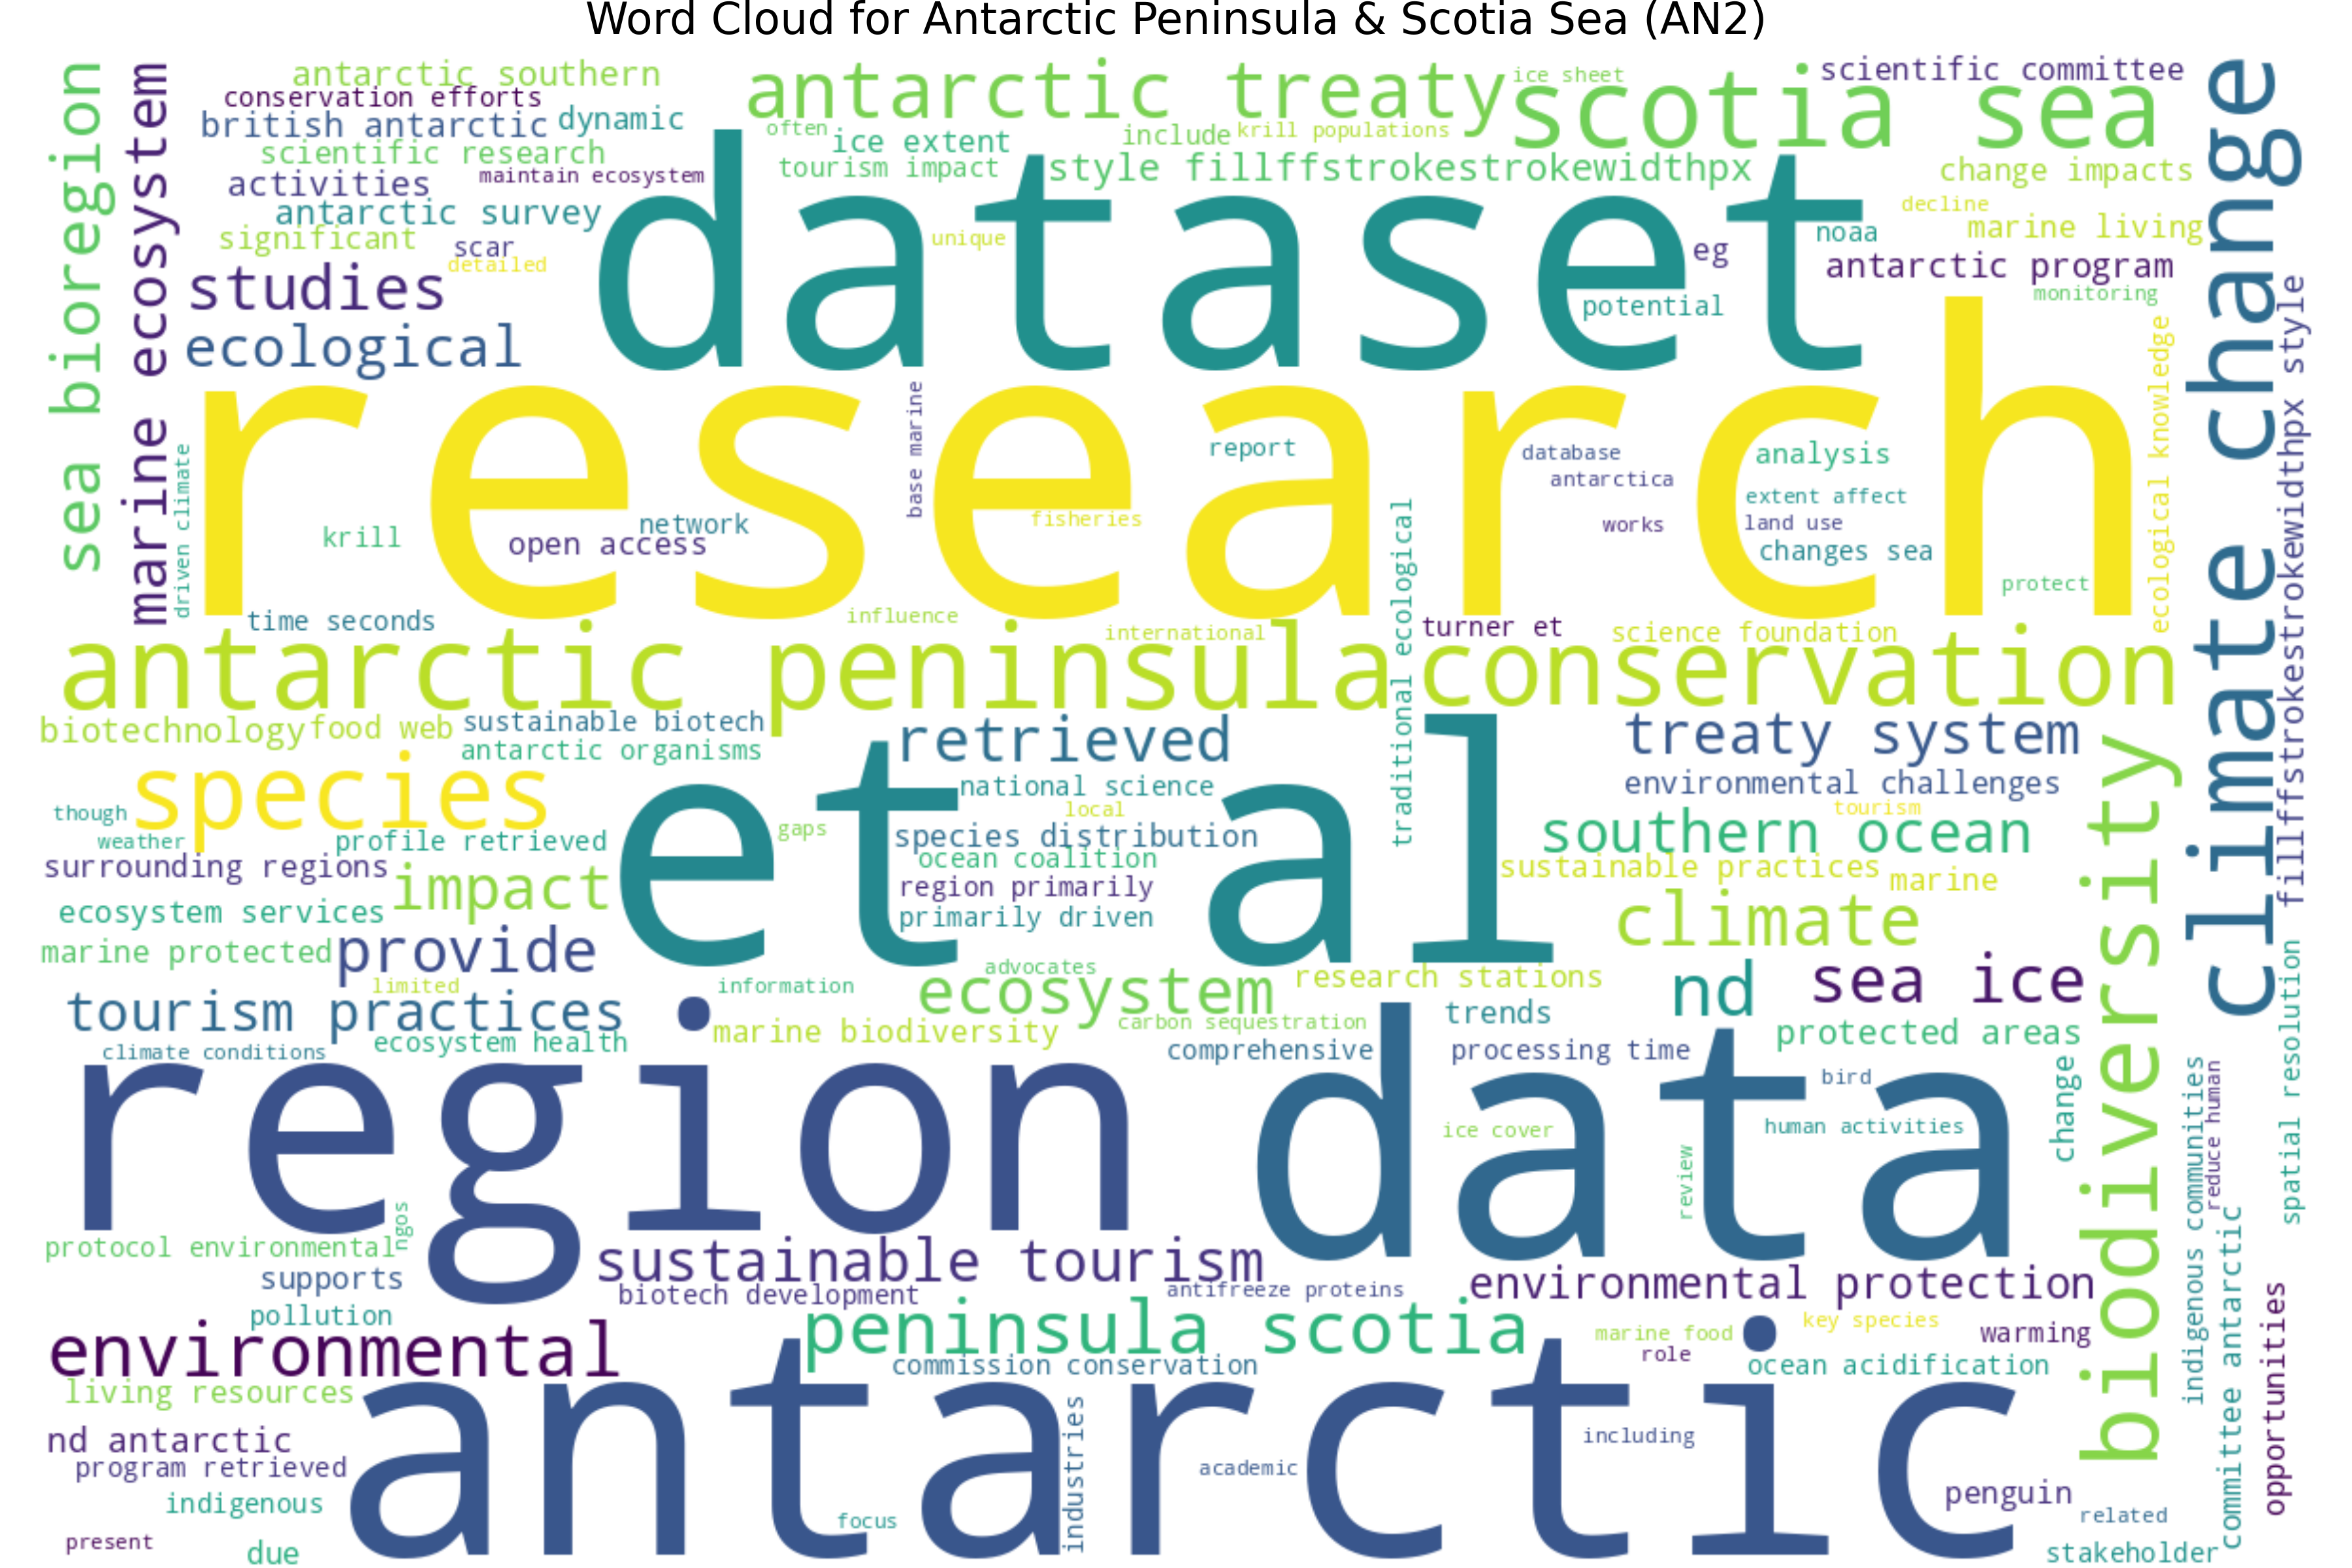 Word Cloud for Antarctic Peninsula & Scotia Sea (AN2)
sea bioregion
marine ecosystem
antarctic southern
conservation efforts
british antarctic
dynamic
scientific research
activities
maintain ecosystem
antarctic survey
significant
scar
detailed
studies
ecological
antarctic treaty
ice sheet
scotia sea
scientific committee
often
ice extent
include
krill populations
tourism impact
style fillffstrokestrokewidthpx
change impacts
decline
marine living
noaa
antarctic program
monitoring
dataset
unique
eg
potential
climate change
fillffstrokestrokewidthpx style
ecological knowledge
research
driven climate
krill
open access
network
base marine
fisheries
report
database
antarctica
works
analysis
extent affect
land use
changes sea
protect
time seconds
influence
international
traditional ecological
turner et
science foundation
antarctic peninsula
conservation
biotechnology
food web
sustainable biotech
antarctic organisms
retrieved
treaty system
environmental challenges
species
though
weather
profile retrieved
surrounding regions
impact
ecosystem services
marine protected
provide
et al
gaps
national science
local
species distribution
ocean coalition
region primarily
primarily driven
tourism
southern ocean
sustainable practices
marine
climate
biodiversity
limited
tourism practices
information
advocates
ecosystem
research stations
nd
sea ice
climate conditions
ecosystem health
marine biodiversity
carbon sequestration
trends
comprehensive
processing time
protected areas
spatial resolution
region
data
ice cover
review
bird
human activities
change
indigenous communities
reduce human
committee antarctic
opportunities
protocol environmental
ngos
supports
pollution
sustainable tourism
biotech development
antifreeze proteins
environmental protection
environmental
peninsula scotia
commission conservation
marine food
role
key species
warming
ocean acidification
living resources
nd antarctic
program retrieved
indigenous
present
due
antarctic
focus
industries
academic
including
penguin
related
stakeholder